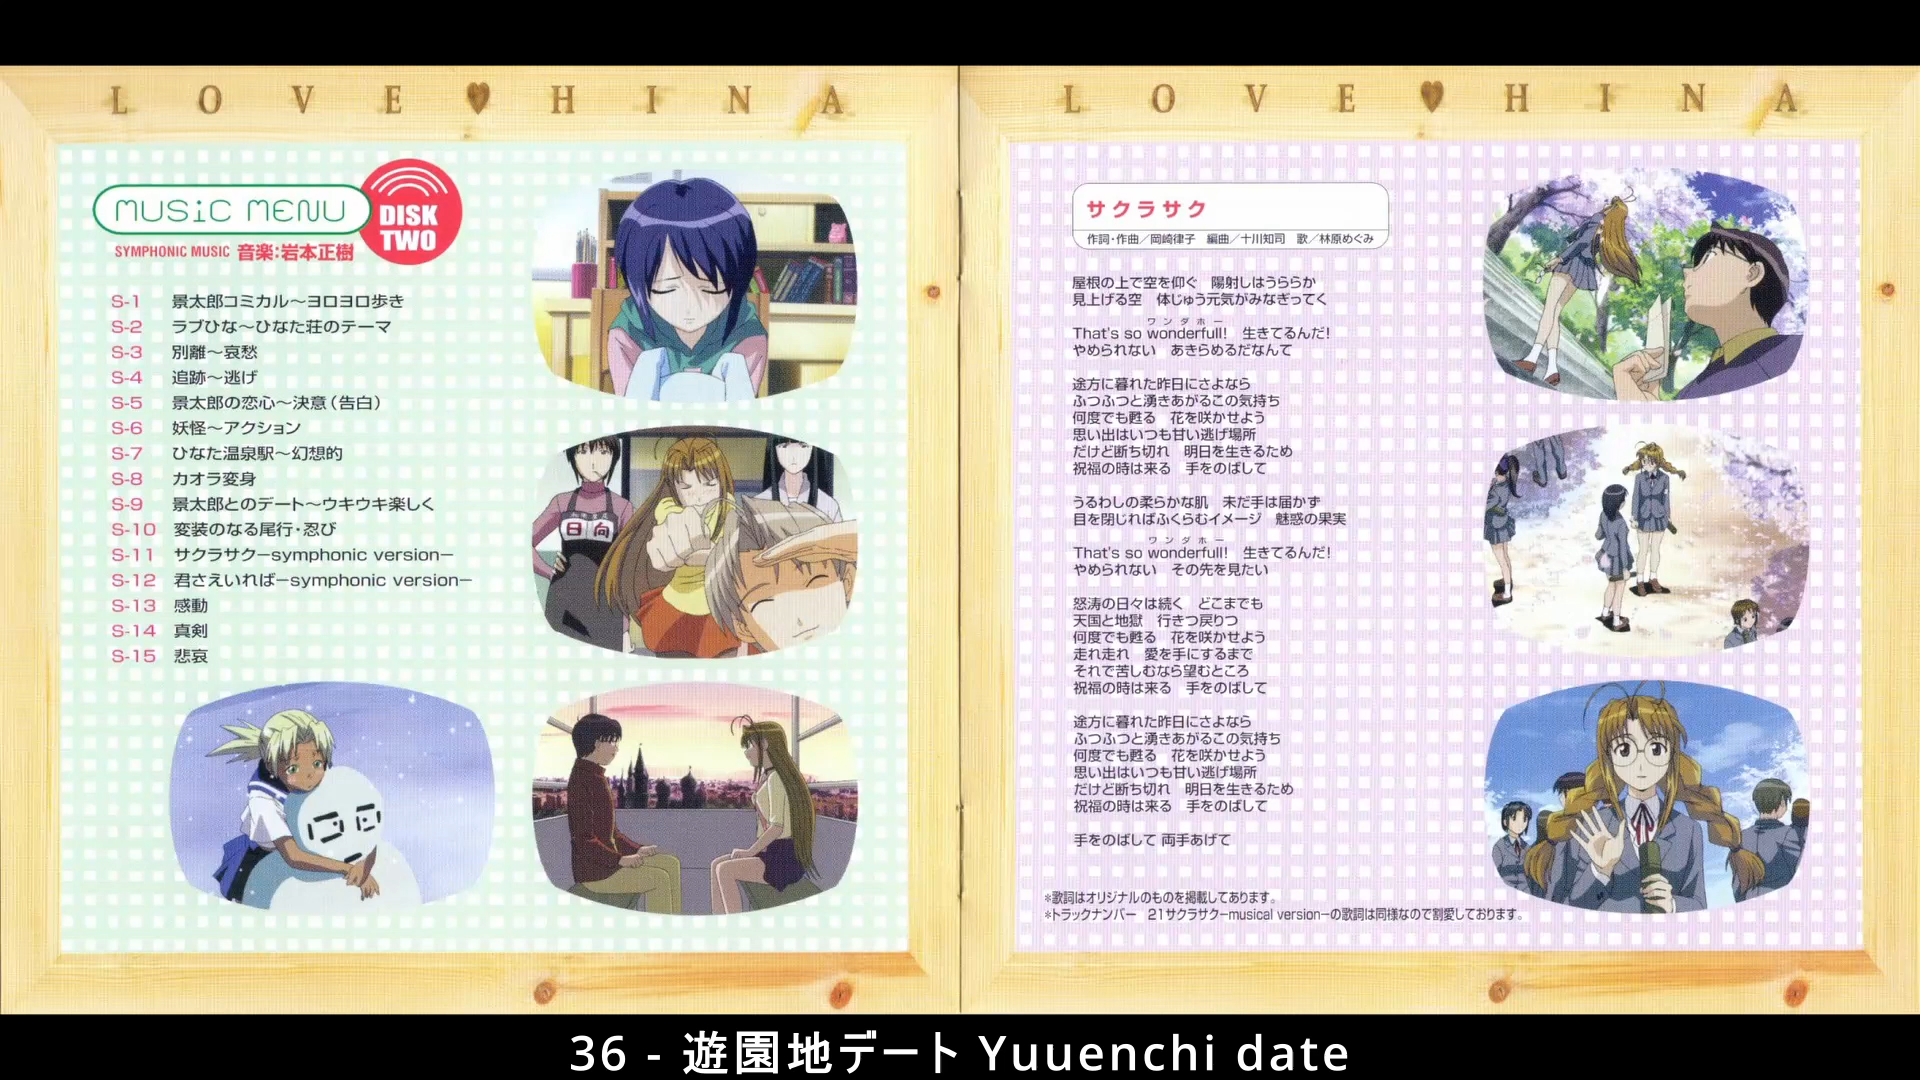 LOVE♥HINA
MUSiC MENU
DISK
TWO
SYMPHONIC MUSIC 音楽:岩本正樹
S-1 景太郎コミカル〜ヨロヨロ歩き
S-2 ラブひな〜ひなた荘のテーマ
S-3 別離〜哀愁
S-4 追跡〜逃げ
S-5 景太郎の恋心〜決意(告白)
S-6 妖怪〜アクション
S-7 ひなた温泉駅〜幻想的
S-8 カオラ変身
S-9 景太郎とのデート〜ウキウキ楽しく
S-10 変装のなる尾行・忍び
S-11 サクラサク−symphonic version−
S-12 君さえいれば−symphonic version−
S-13 感動
S-14 真剣
S-15 悲哀
日向
LOVE♥HINA
サクラサク
作詞・作曲/岡崎律子 編曲/十川知司 歌/林原めぐみ
屋根の上で空を仰ぐ 陽射しはうららか
見上げる空 体じゅう元気がみなぎってく
ワンダホー
That's so wonderfull! 生きてるんだ!
やめられない あきらめるだなんて
途方に暮れた昨日にさよなら
ふつふつと湧きあがるこの気持ち
何度でも甦る 花を咲かせよう
思い出はいつも甘い逃げ場所
だけど断ち切れ 明日を生きるため
祝福の時は来る 手をのばして
うるわしの柔らかな肌 未だ手は届かず
目を閉じればふくらむイメージ 魅惑の果実
ワンダホー
That's so wonderfull! 生きてるんだ!
やめられない その先を見たい
怒涛の日々は続く どこまでも
天国と地獄 行きつ戻りつ
何度でも甦る 花を咲かせよう
走れ走れ 愛を手にするまで
それで苦しむなら望むところ
祝福の時は来る 手をのばして
途方に暮れた昨日にさよなら
ふつふつと湧きあがるこの気持ち
何度でも甦る 花を咲かせよう
思い出はいつも甘い逃げ場所
だけど断ち切れ 明日を生きるため
祝福の時は来る 手をのばして
手をのばして 両手あげて
*歌詞はオリジナルのものを掲載してあります。
*トラックナンバー 21サクラサク−musical version−の歌詞は同様なので割愛しております。
36 - 遊園地デート Yuuenchi date